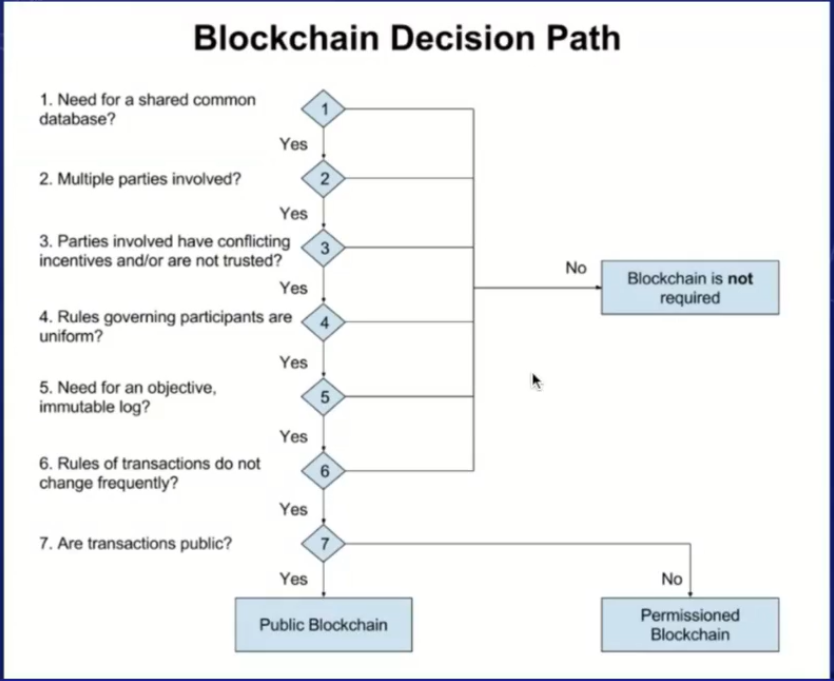 Blockchain Decision Path
1. Need for a shared common
database?
1
Yes
2. Multiple parties involved?
2
Yes
3. Parties involved have conflicting
incentives and/or are not trusted?
3
Yes
4. Rules governing participants are
uniform?
4
Yes
5. Need for an objective,
immutable log?
5
Yes
6. Rules of transactions do not
change frequently?
6
Yes
7. Are transactions public?
7
Yes
No
Blockchain is not
required
No
Public Blockchain
Permissioned
Blockchain